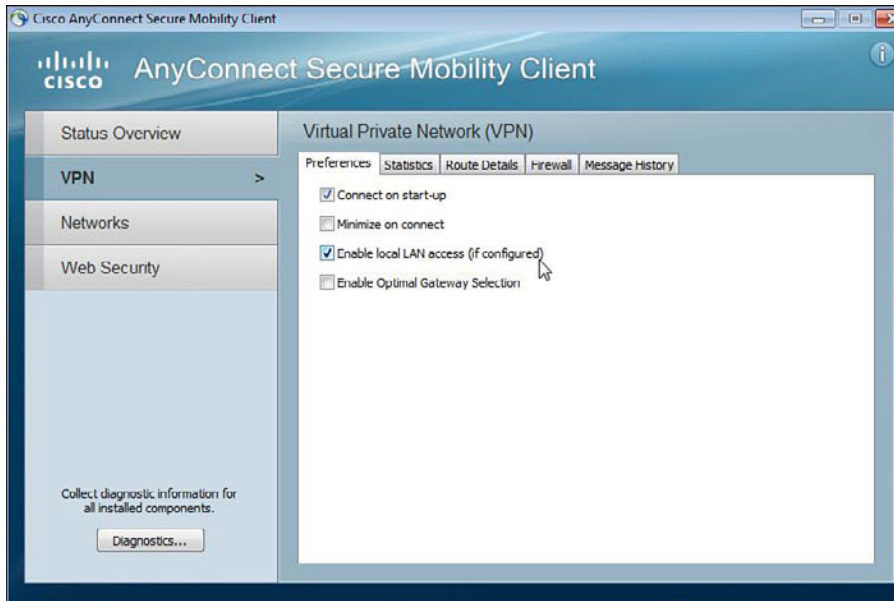 Cisco AnyConnect Secure Mobility Client
CISCO
AnyConnect Secure Mobility Client
Status Overview
VPN >
Networks
Web Security
Collect diagnostic information for
all installed components.
Diagnostics...
Virtual Private Network (VPN)
Preferences Statistics Route Details Firewall Message History
Connect on start-up
Minimize on connect
Enable local LAN access (if configured)
Enable Optimal Gateway Selection